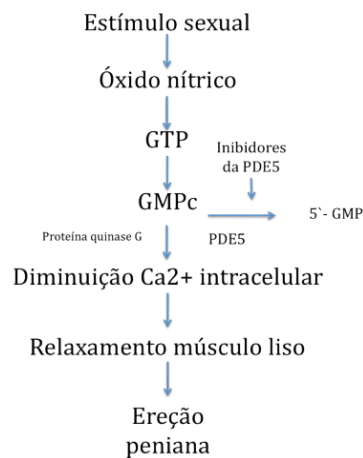 Estímulo sexual
Óxido nítrico
GTP
Inibidores
da PDE5
GMPc
5`- GMP
Proteína quinase G
PDE5
Diminuição Ca2+ intracelular
Relaxamento músculo liso
Ereção
peniana